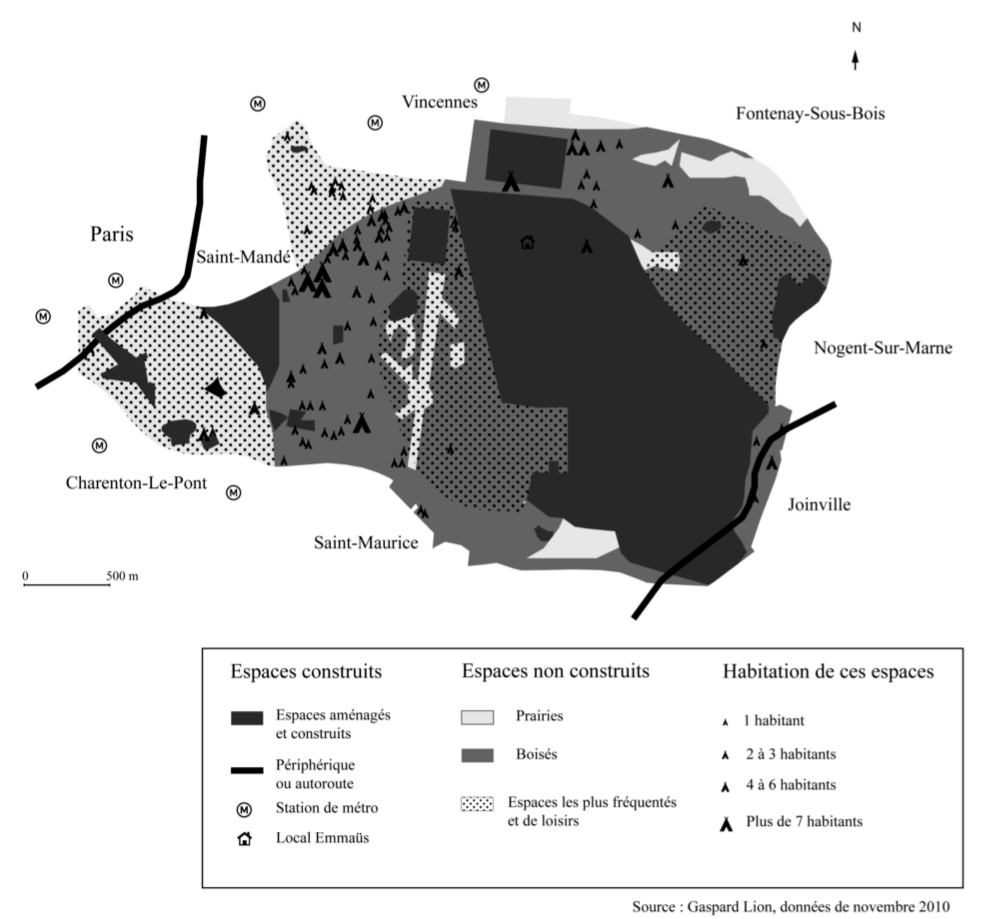 N
Vincennes
Fontenay-Sous-Bois
M
M
M
Paris
Saint-Mandé
M
M
Nogent-Sur-Marne
M
Charenton-Le-Pont
M
Joinville
Saint-Maurice
0 500 m
Espaces construits
Espaces aménagés
et construits
Périphérique
ou autoroute
M Station de métro
Local Emmaüs
Espaces non construits
Prairies
Boisés
Espaces les plus fréquentés
et de loisirs
Habitation de ces espaces
1 habitant
2 à 3 habitants
4 à 6 habitants
Plus de 7 habitants
Source : Gaspard Lion, données de novembre 2010